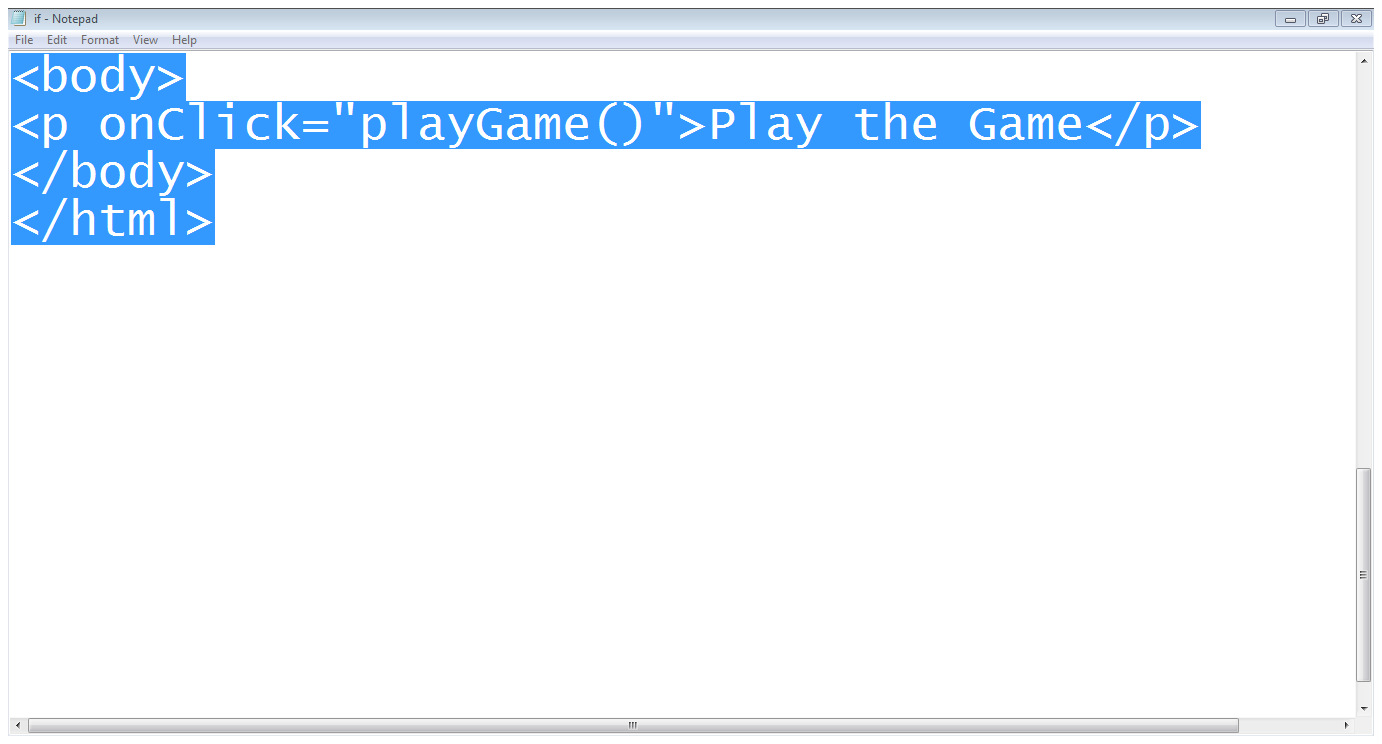 if - Notepad
File Edit Format View Help
<body>
<p onClick="playGame()">Play the Game</p>
</body>
</html>